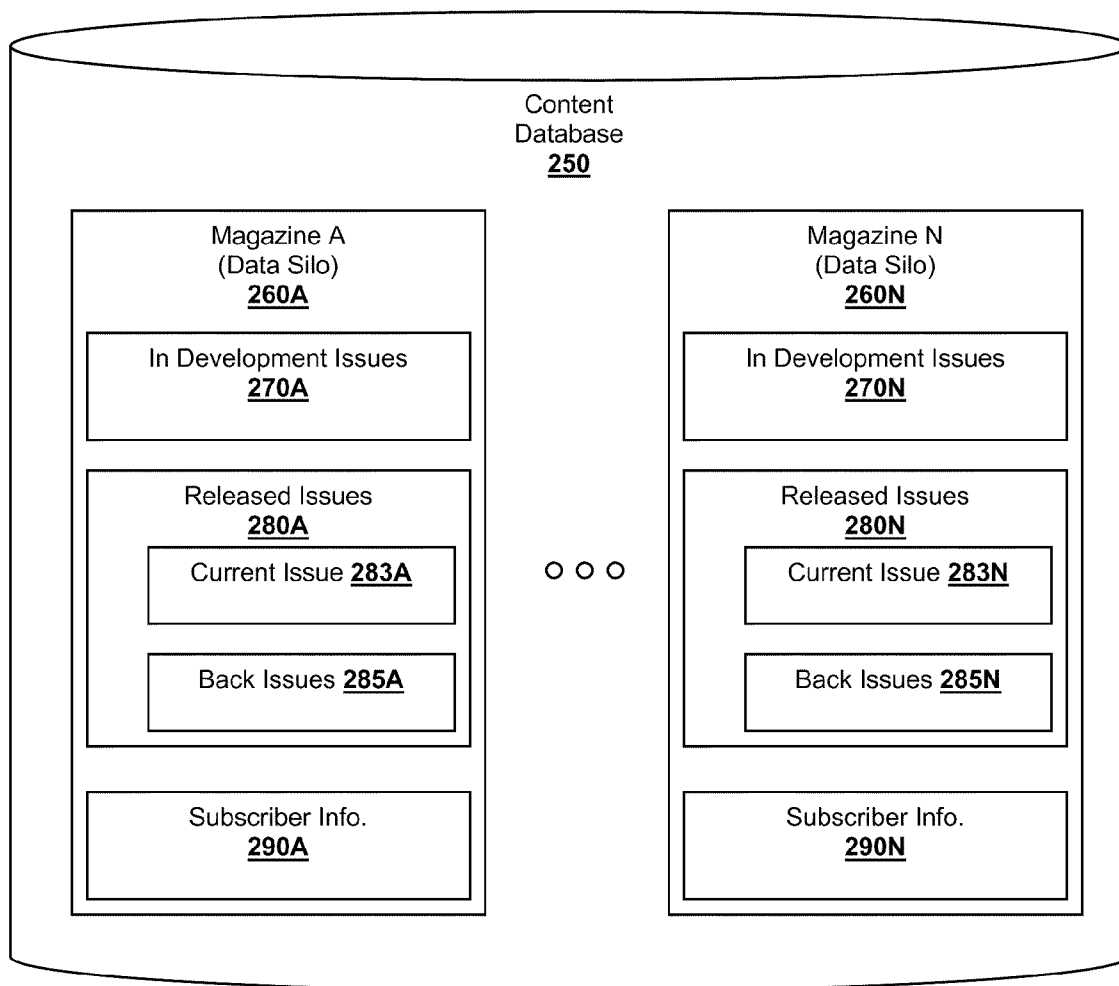 Content
Database
250
Magazine A
(Data Silo)
260A
In Development Issues
270A
Released Issues
280A
Current Issue 283A
Back Issues 285A
Subscriber Info.
290A
Magazine N
(Data Silo)
260N
In Development Issues
270N
Released Issues
280N
Current Issue 283N
Back Issues 285N
Subscriber Info.
290N